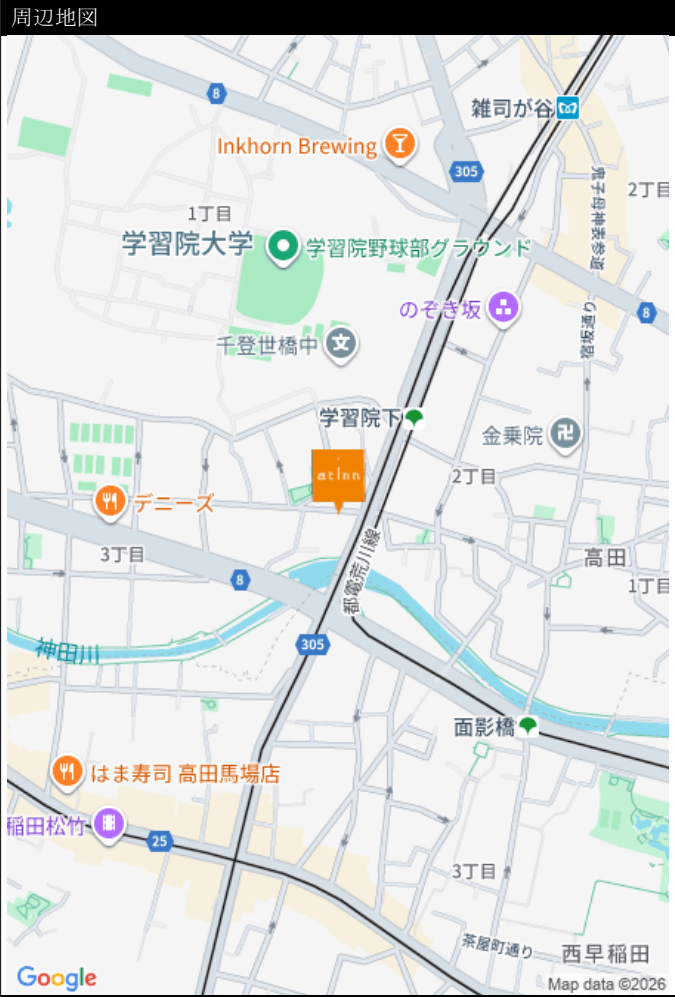 周辺地図
8
雑司が谷
Inkhorn Brewing
305
鬼子母神表参道
2丁目
1丁目
学習院大学
学習院野球部グラウンド
のぞき坂
8
宿坂通り
千登世橋中
学習院下
金乗院
atinn
2丁目
デニーズ
3丁目
高田
都電荒川線
8
1丁目
神田川
305
面影橋
はま寿司 高田馬場店
稲田松竹
25
3丁目
茶屋町通り
西早稲田
Google
Map data ©2026